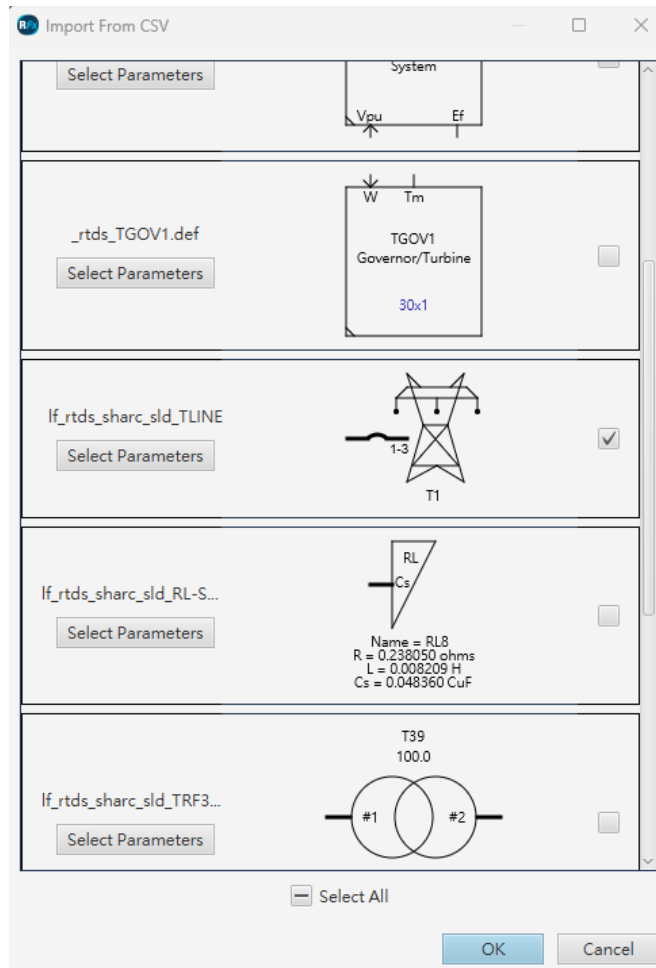 RFX Import From CSV
Select Parameters
System
Vpu Ef
W Tm
_rtds_TGOV1.def
TGOV1
Governor/Turbine
Select Parameters
30x1
lf_rtds_sharc_sld_TLINE
Select Parameters
1-3
T1
RL
Cs
lf_rtds_sharc_sld_RL-S...
Select Parameters
Name = RL8
R = 0.238050 ohms
L = 0.008209 H
Cs = 0.048360 CuF
T39
100.0
lf_rtds_sharc_sld_TRF3...
#1 #2
Select Parameters
Select All
OK Cancel